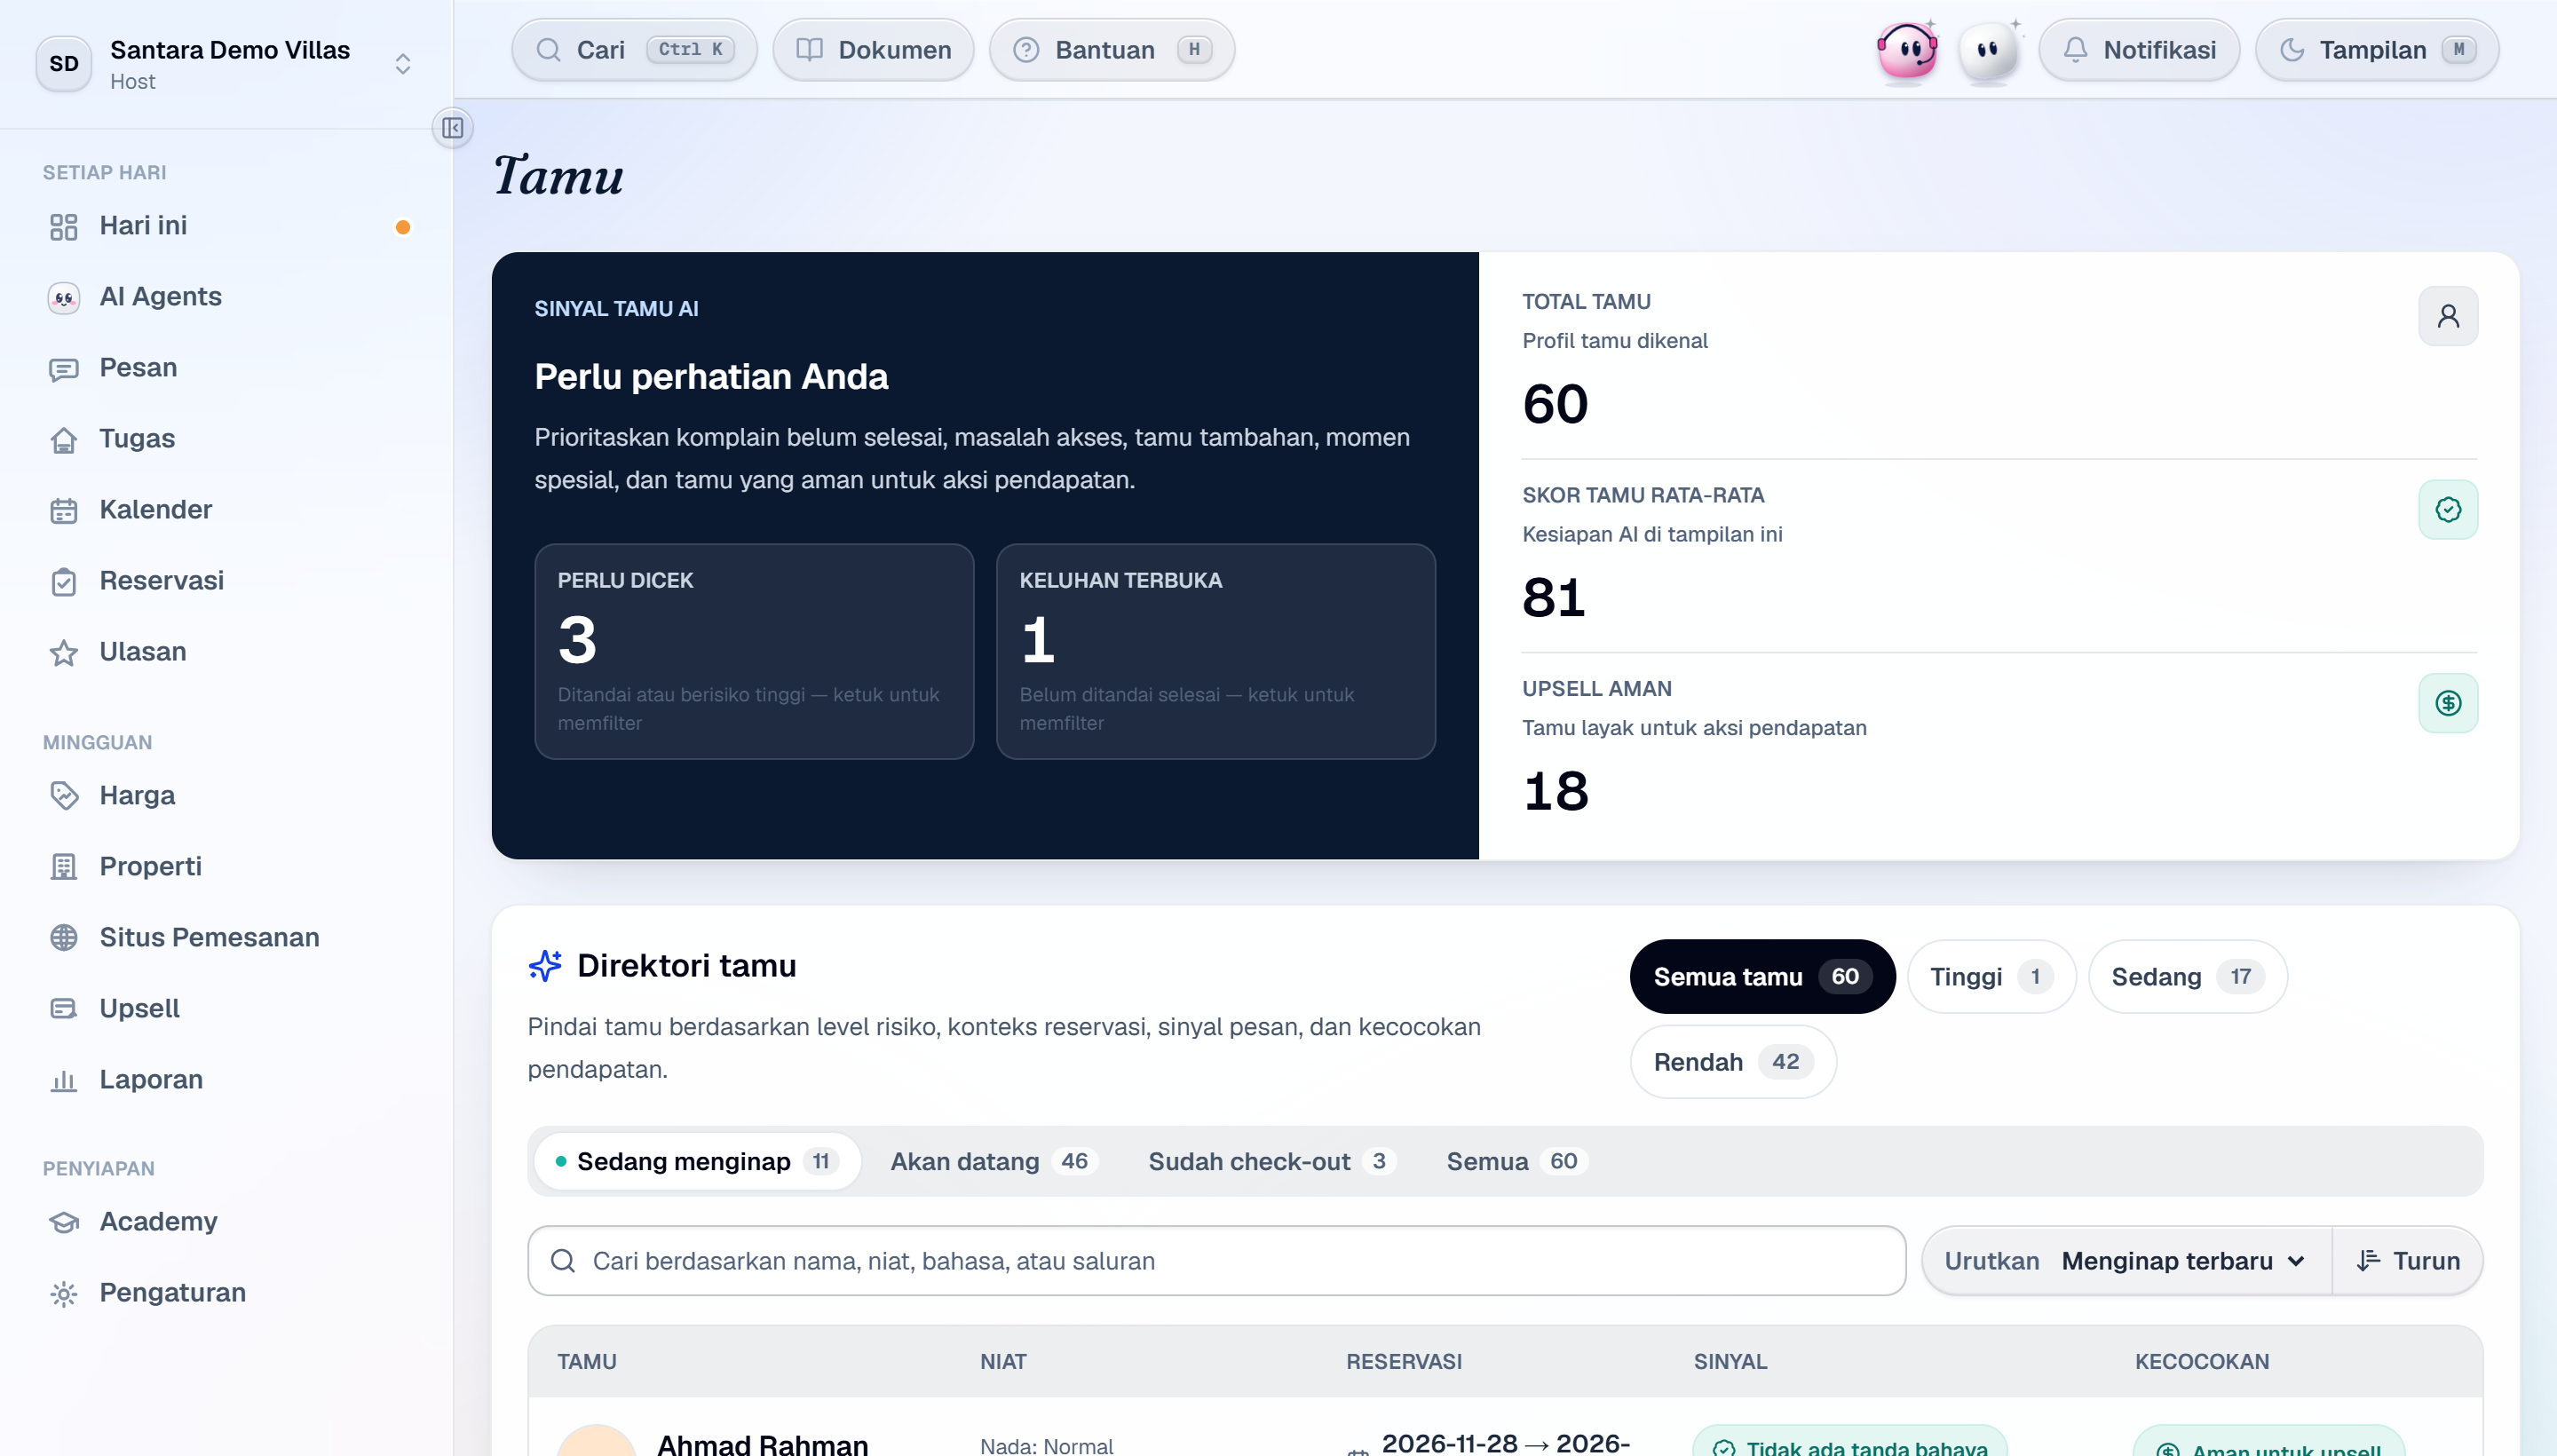 SD
Santara Demo Villas
Host
Cari Ctrl K
Dokumen
Bantuan H
Notifikasi
Tampilan M
SETIAP HARI
Hari ini
AI Agents
Pesan
Tugas
Kalender
Reservasi
Ulasan
MINGGUAN
Harga
Properti
Situs Pemesanan
Upsell
Laporan
PENYIAPAN
Academy
Pengaturan
Tamu
SINYAL TAMU AI
Perlu perhatian Anda
Prioritaskan komplain belum selesai, masalah akses, tamu tambahan, momen
spesial, dan tamu yang aman untuk aksi pendapatan.
PERLU DICEK
3
Ditandai atau berisiko tinggi — ketuk untuk
memfilter
KELUHAN TERBUKA
1
Belum ditandai selesai — ketuk untuk
memfilter
TOTAL TAMU
Profil tamu dikenal
60
SKOR TAMU RATA-RATA
Kesiapan AI di tampilan ini
81
UPSELL AMAN
Tamu layak untuk aksi pendapatan
18
Direktori tamu
Pindai tamu berdasarkan level risiko, konteks reservasi, sinyal pesan, dan kecocokan
pendapatan.
Semua tamu 60
Tinggi 1
Sedang 17
Rendah 42
Sedang menginap 11
Akan datang 46
Sudah check-out 3
Semua 60
Cari berdasarkan nama, niat, bahasa, atau saluran
Urutkan Menginap terbaru
Turun
TAMU NIAT RESERVASI SINYAL KECOCOKAN
Ahmad Rahman
Nada: Normal
2026-11-28 → 2026-
Tidak ada tanda bahaya
Aman untuk upsell